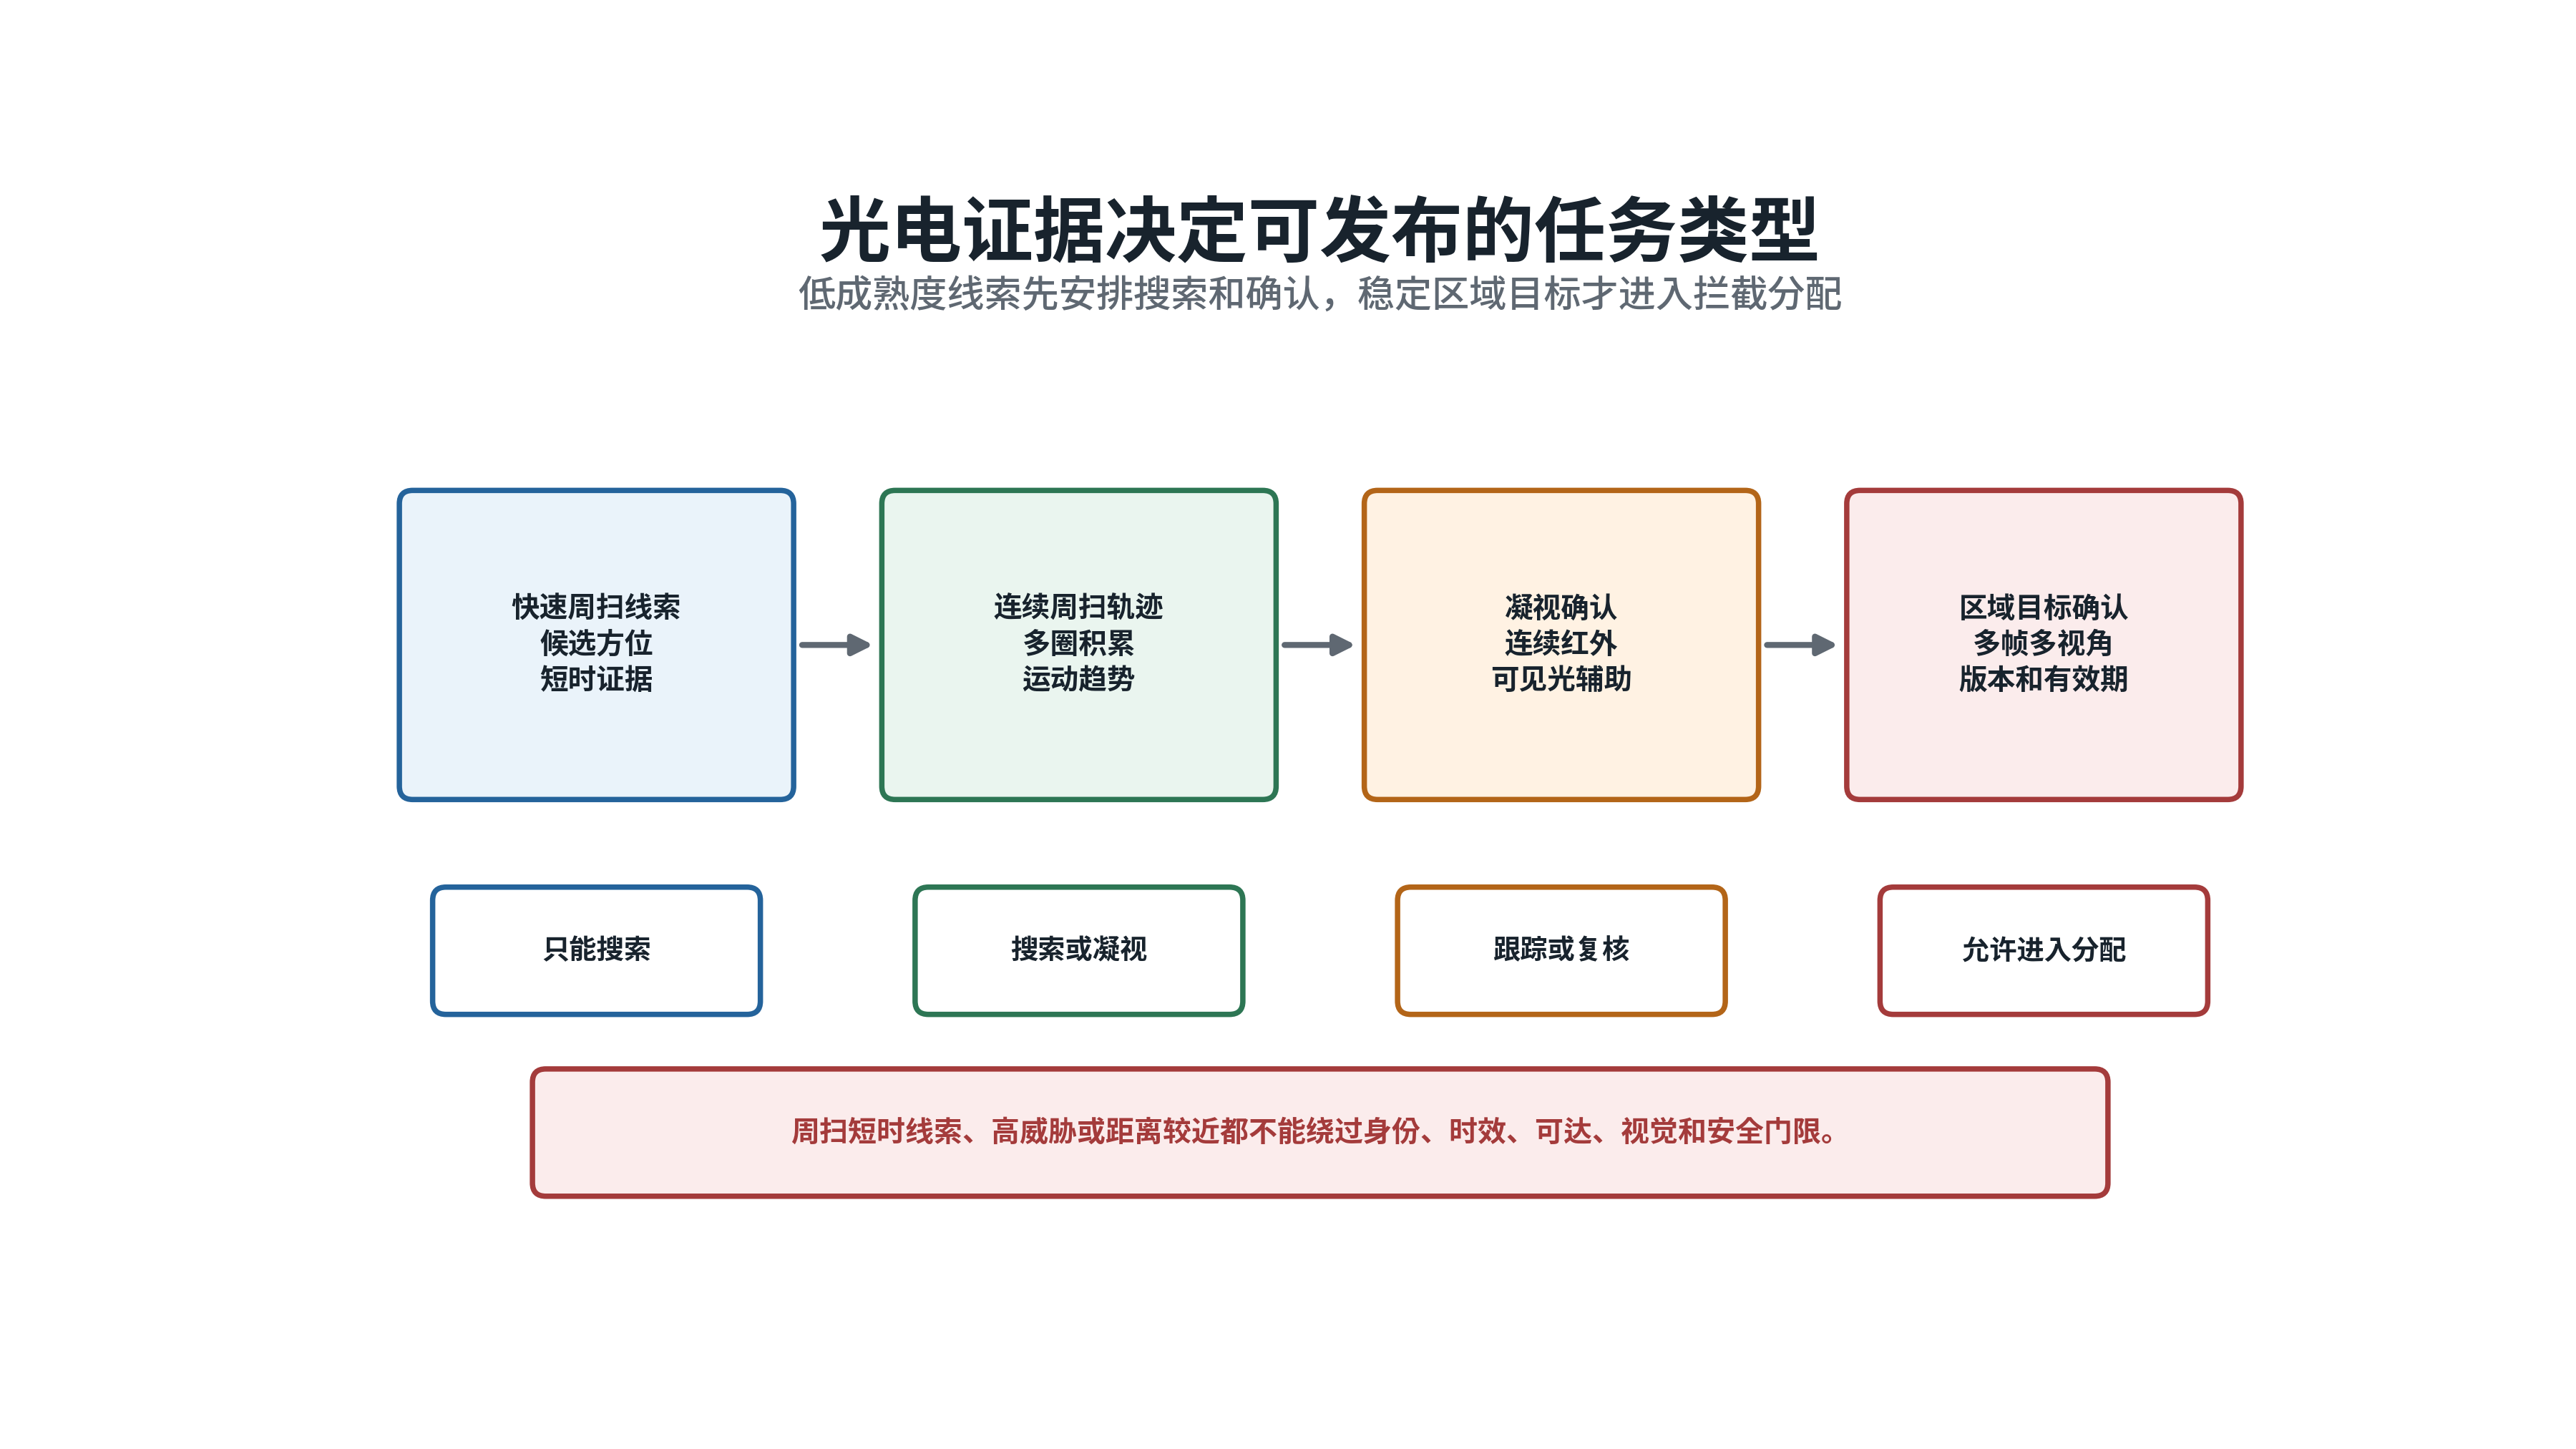 光电证据决定可发布的任务类型
低成熟度线索先安排搜索和确认，稳定区域目标才进入拦截分配
快速周扫线索
候选方位
短时证据
连续周扫轨迹
多圈积累
运动趋势
凝视确认
连续红外
可见光辅助
区域目标确认
多帧多视角
版本和有效期
只能搜索
搜索或凝视
跟踪或复核
允许进入分配
周扫短时线索、高威胁或距离较近都不能绕过身份、时效、可达、视觉和安全门限。